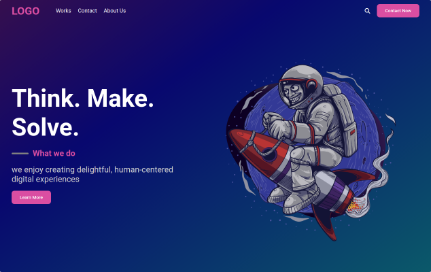 LOGO
Works Contact About Us
Contact Now
Think. Make.
Solve.
What we do
we enjoy creating delightful, human-centered
digital experiences
Learn More